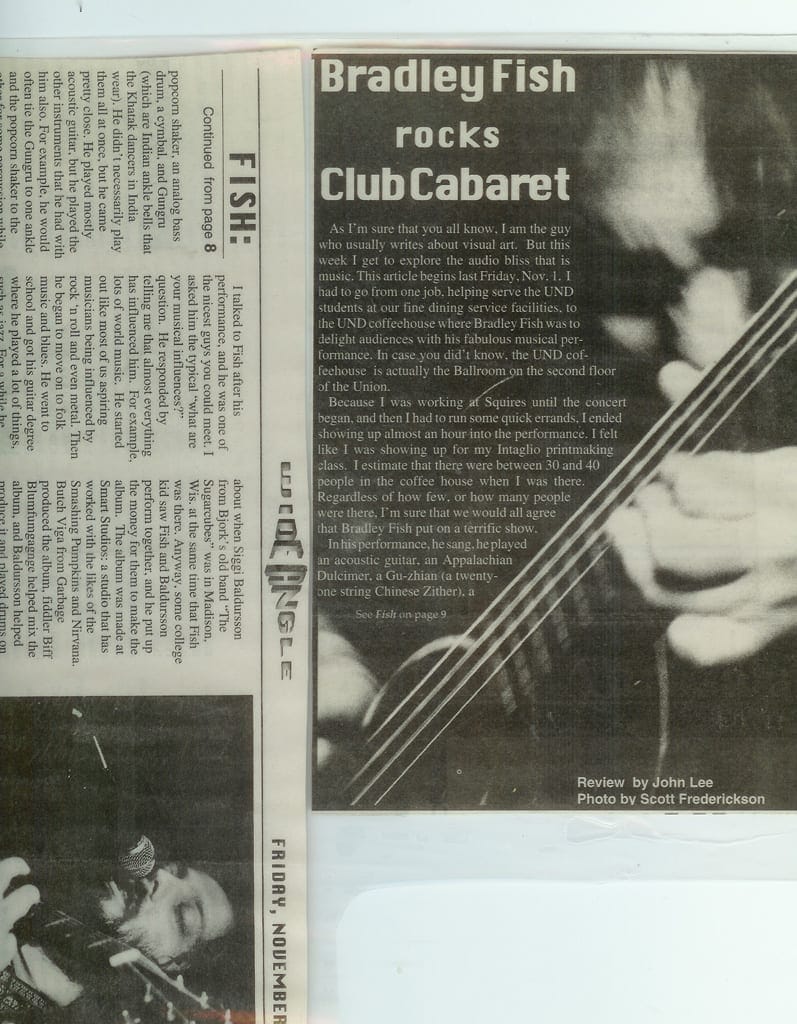 Bradley Fish
rocks
Club Cabaret
As I'm sure that you all know, I am the guy
who usually writes about visual art. But this
week I get to explore the audio bliss that is
music. This article begins last Friday, Nov. 1. I
had to go from one job, helping serve the UND
students at our fine dining service facilities, to
the UND coffeehouse where Bradley Fish was to
delight audiences with his fabulous musical per-
formance. In case you did't know, the UND cof-
feehouse is actually the Ballroom on the second floor
of the Union.
Because I was working at Squires until the concert
began, and then I had to run some quick errands, I ended
showing up almost an hour into the performance. I felt
like I was showing up for my Intaglio printmaking
class. I estimate that there were between 30 and 40
people in the coffee house when I was there.
Regardless of how few, or how many people
were there, I'm sure that we would all agree
that Bradley Fish put on a terrific show.
In his performance, he sang, he played
an acoustic guitar, an Appalachian
Dulcimer, a Gu-zhian (a twenty-
one string Chinese Zither), a
See Fish on page 9
Review by John Lee
Photo by Scott Frederickson
FRIDAY, NOVEMBER
FISH:
Continued from page 8
popcorn shaker, an analog bass
drum, a cymbal, and Gungru
(which are Indian ankle bells that
the Khatak dancers in India
wear). He didn't necessarily play
them all at once, but he came
pretty close. He played mostly
acoustic guitar, but he played the
other instruments that he had with
him also. For example, he would
often tie the Gungru to one ankle
and the popcorn shaker to the
other for some percussion while
I talked to Fish after his
performance, and he was one of
the nicest guys you could meet. I
asked him the typical "what are
your musical influences?"
question. He responded by
telling me that almost everything
has influenced him. For example,
lots of world music. He started
out like most of us aspiring
musicians being influenced by
rock 'n roll and even metal. Then
he began to move on to folk
music and blues. He went to
school and got his guitar degree
where he played a lot of things,
such as jazz. For a while he
about when Siggi Baldursson
from Bjork's old band "The
Sugarcubes" was in Madison,
Wis. at the same time that Fish
was there. Anyway, some college
kid saw Fish and Baldursson
perform together, and he put up
the money for them to make the
album. The album was made at
Smart Studios; a studio that has
worked with the likes of the
Smashing Pumpkins and Nirvana.
Butch Viga from Garbage
produced the album, fiddler Biff
Blumfumgagnge helped mix the
album, and Baldursson helped
produce it and played drums on